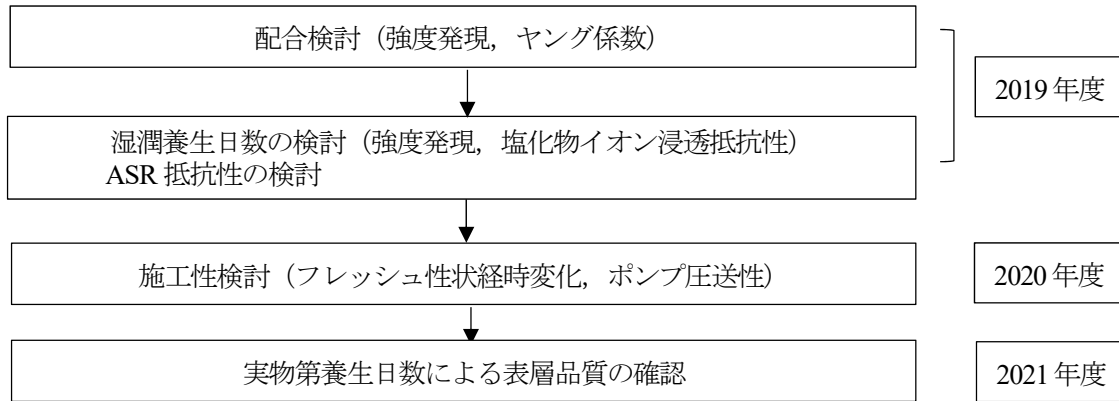 配合検討（強度発現，ヤング係数）
2019 年度
湿潤養生日数の検討（強度発現，塩化物イオン浸透抵抗性）
ASR 抵抗性の検討
施工性検討（フレッシュ性状経時変化，ポンプ圧送性）
2020 年度
実物第養生日数による表層品質の確認
2021 年度